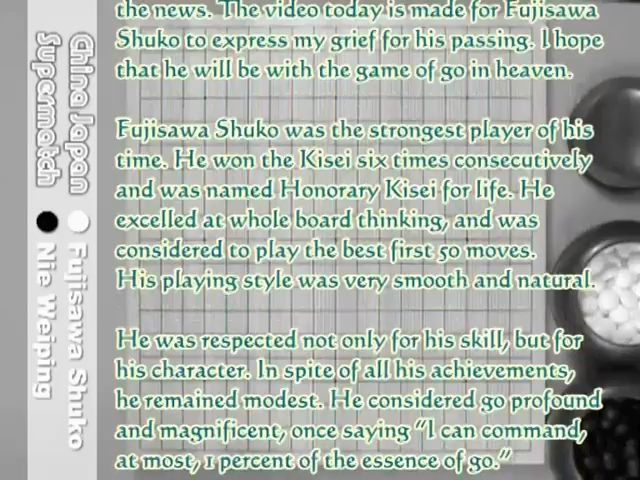 the news. The video today is made for Fujisawa
Shuko to express my grief for his passing. I hope
that he will be with the game of go in heaven.
Fujisawa Shuko was the strongest player of his
time. He won the Kisei six times consecutively
and was named Honorary Kisei for life. He
excelled at whole board thinking, and was
considered to play the best first 50 moves.
His playing style was very smooth and natural.
He was respected not only for his skill, but for
his character. In spite of all his achievements,
he remained modest. He considered go profound
and magnificent, once saying "I can command,
at most, 1 percent of the essence of go."
China Japan
Supermatch
Fujisawa Shuko
Nie Weiping